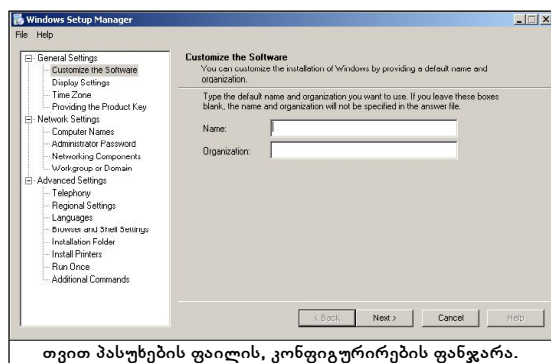 Windows Setup Manager
File Help
General Settings
Customize the Software
Display Settings
Time Zone
Providing the Product Key
Network Settings
Computer Names
Administrator Password
Networking Components
Workgroup or Domain
Advanced Settings
Telephony
Regional Settings
Languages
Browser and Shell Settings
Installation Folder
Install Printers
Run Once
Additional Commands
Customize the Software
You can customize the installation of Windows by providing a default name and
organization.
Type the default name and organization you want to use. If you leave these boxes
blank, the name and organization will not be specified in the answer file.
Name:
Organization:
< Back Next > Cancel Help
თვით პასუხების ფაილის, კონფიგურირების ფანჯარა.